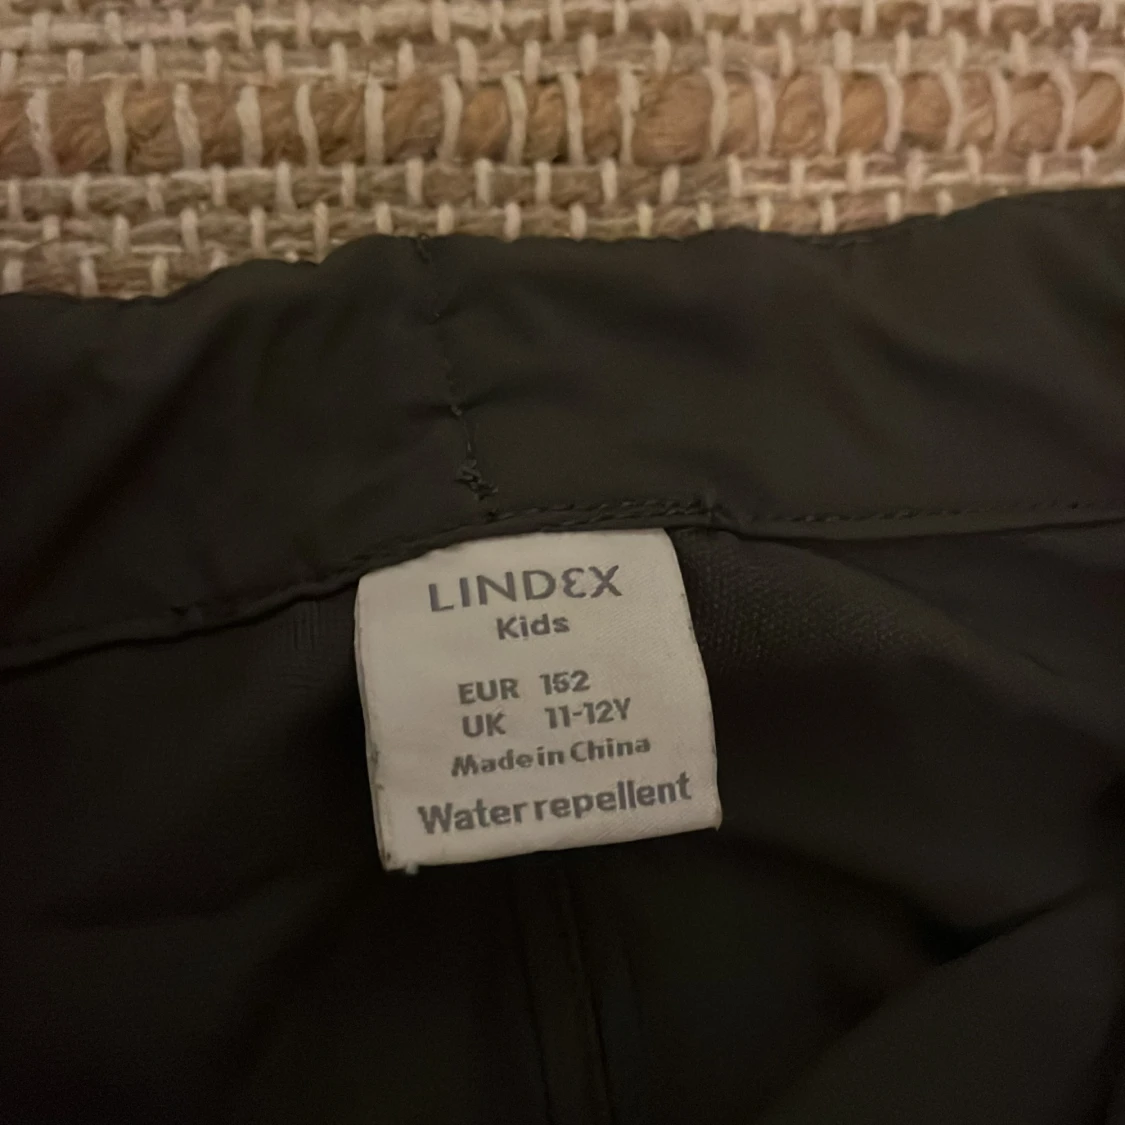 LINDEX
Kids
EUR 152
UK 11-12Y
Made in China
Water repellent